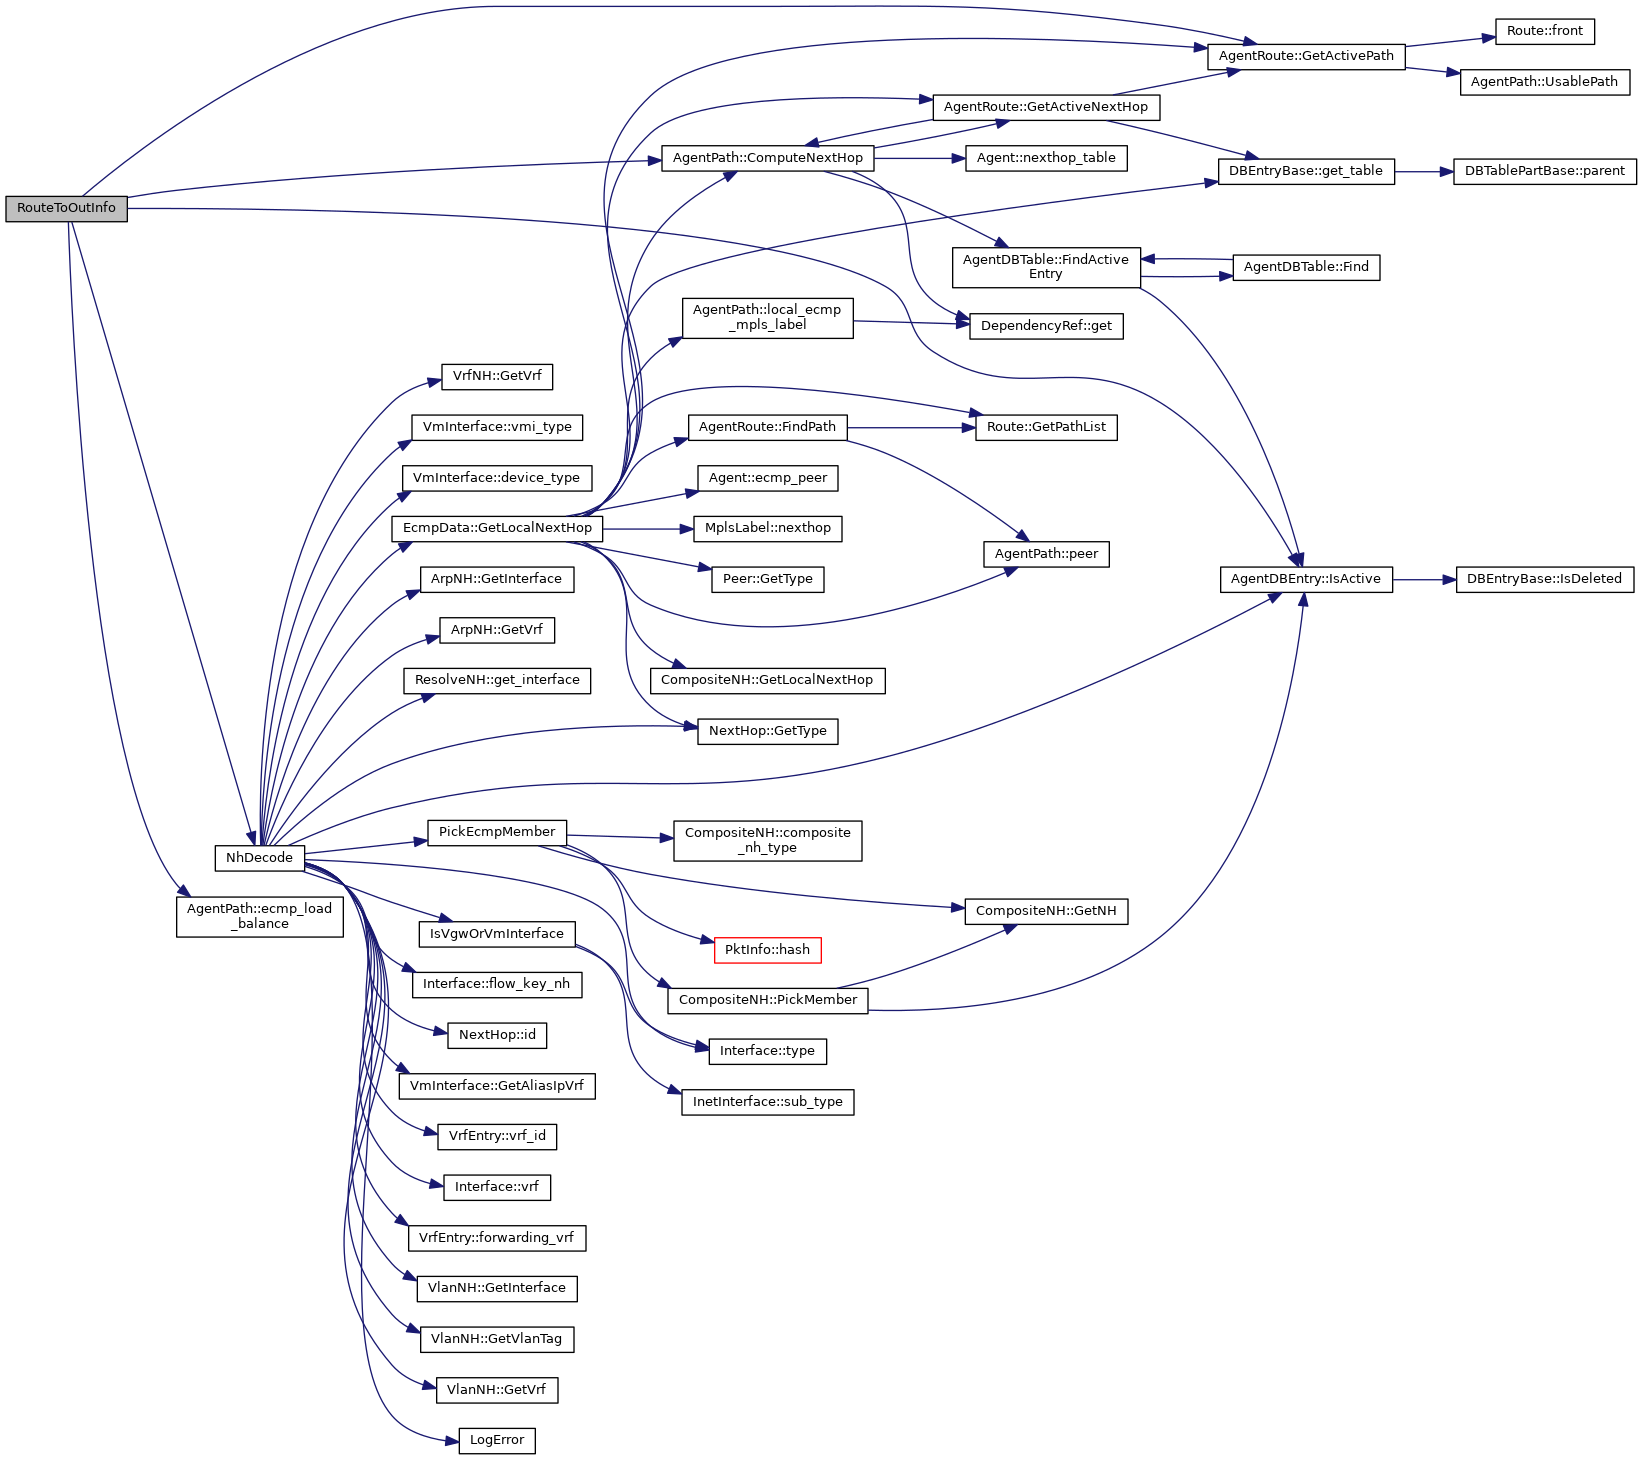 Route::front
AgentRoute::GetActivePath
AgentPath::UsablePath
AgentRoute::GetActiveNextHop
AgentPath::ComputeNextHop
Agent::nexthop_table
DBEntryBase::get_table
DBTablePartBase::parent
RouteToOutInfo
AgentDBTable::FindActive
Entry
AgentDBTable::Find
AgentPath::local_ecmp
_mpls_label
DependencyRef::get
VrfNH::GetVrf
VmInterface::vmi_type
AgentRoute::FindPath
Route::GetPathList
VmInterface::device_type
Agent::ecmp_peer
EcmpData::GetLocalNextHop
MplsLabel::nexthop
AgentPath::peer
ArpNH::GetInterface
Peer::GetType
AgentDBEntry::IsActive
DBEntryBase::IsDeleted
ArpNH::GetVrf
ResolveNH::get_interface
CompositeNH::GetLocalNextHop
NextHop::GetType
PickEcmpMember
CompositeNH::composite
_nh_type
NhDecode
AgentPath::ecmp_load
_balance
CompositeNH::GetNH
IsVgwOrVmInterface
PktInfo::hash
Interface::flow_key_nh
CompositeNH::PickMember
NextHop::id
Interface::type
VmInterface::GetAliasIpVrf
InetInterface::sub_type
VrfEntry::vrf_id
Interface::vrf
VrfEntry::forwarding_vrf
VlanNH::GetInterface
VlanNH::GetVlanTag
VlanNH::GetVrf
LogError